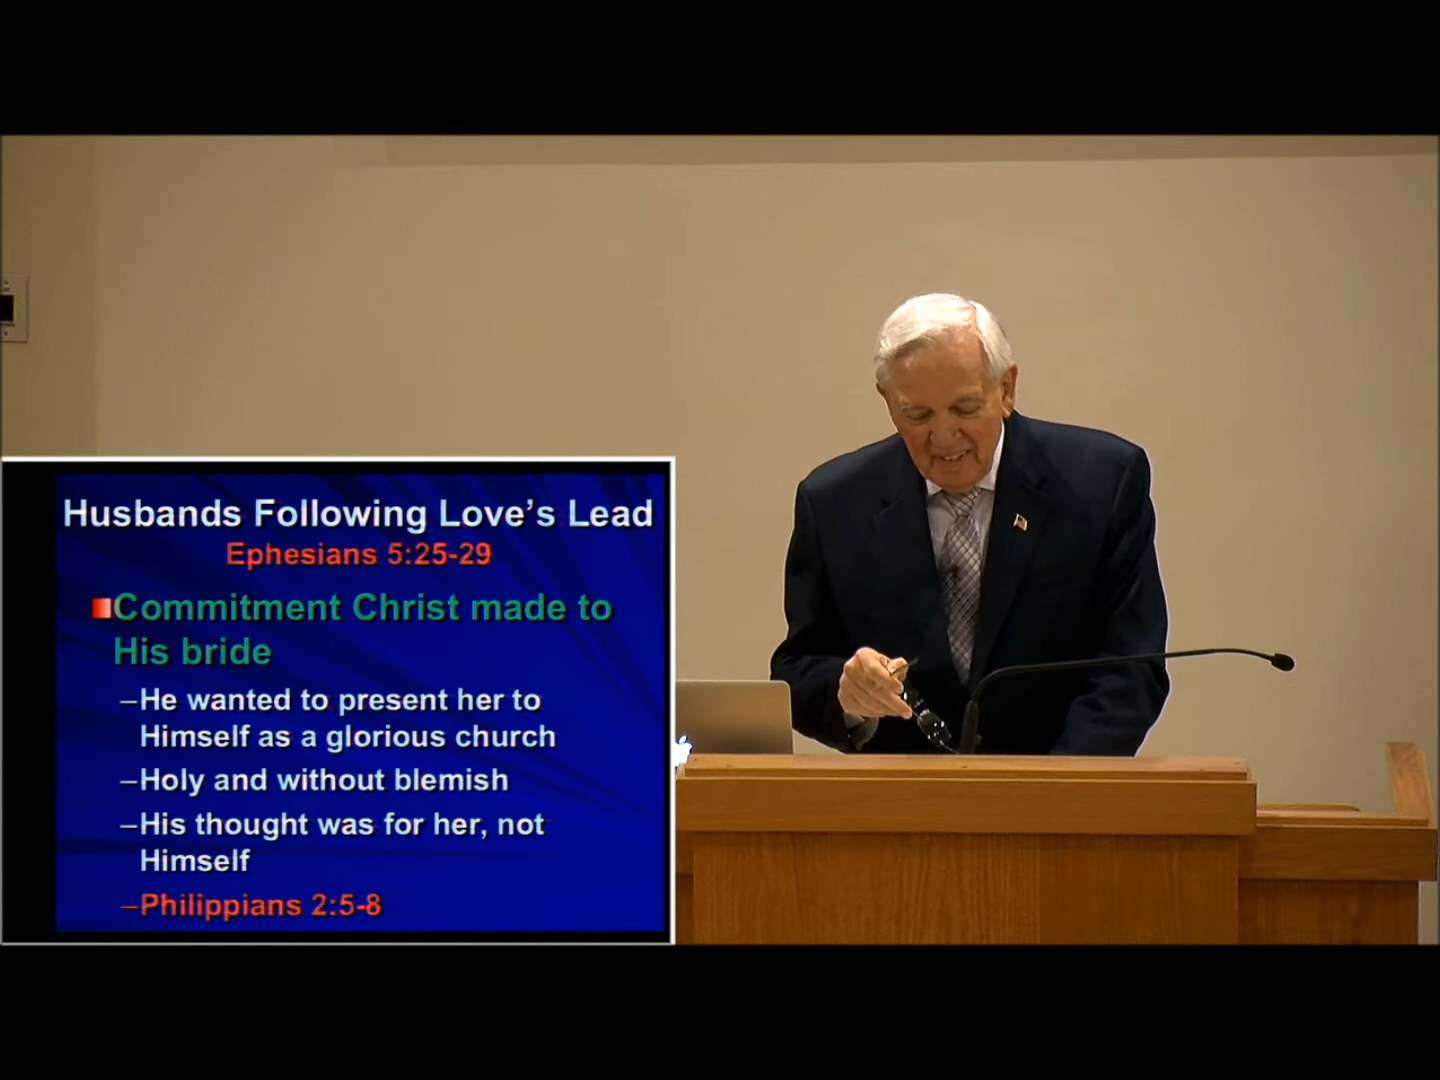 Husbands Following Love's Lead
Ephesians 5:25-29
Commitment Christ made to
His bride
–He wanted to present her to
Himself as a glorious church
–Holy and without blemish
–His thought was for her, not
Himself
–Philippians 2:5-8